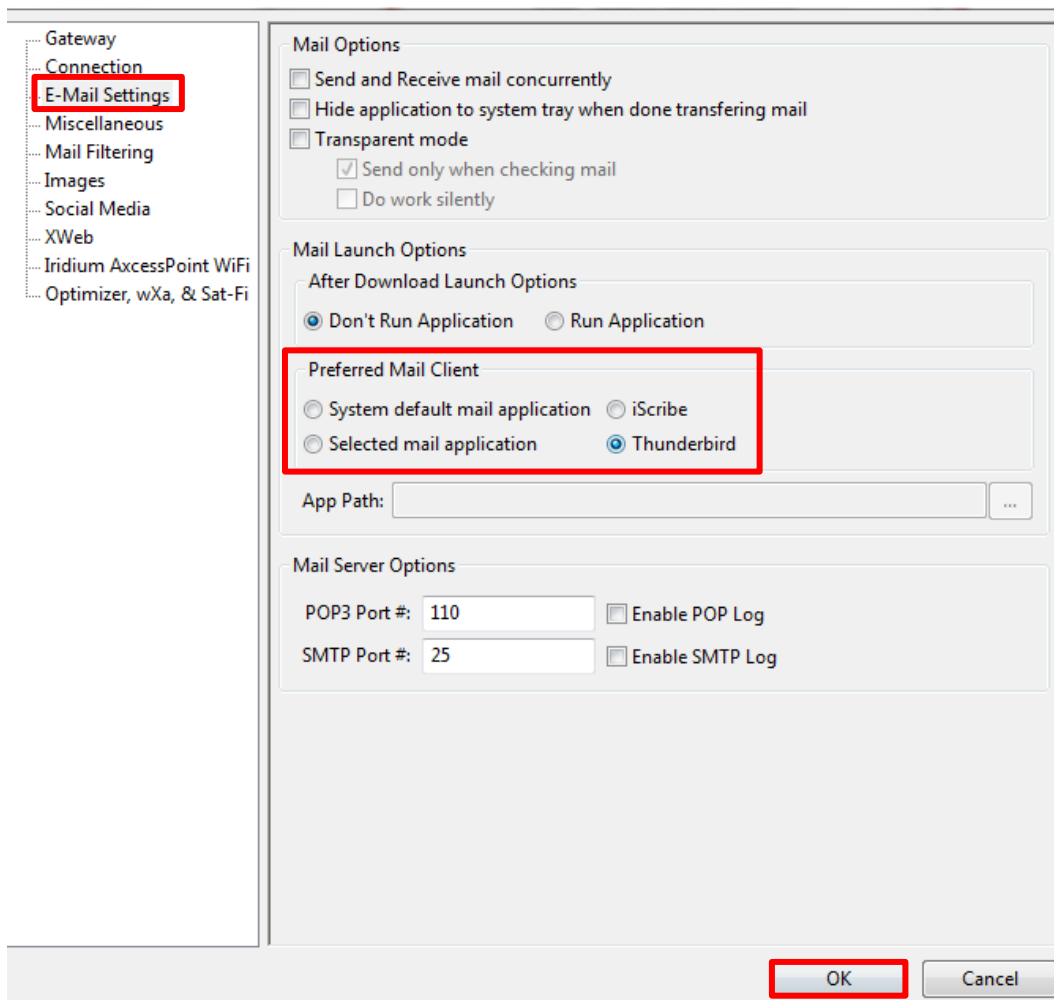 Gateway
Connection
E-Mail Settings
Miscellaneous
Mail Filtering
Images
Social Media
XWeb
Iridium AxcessPoint WiFi
Optimizer, wXa, & Sat-Fi
Mail Options
Send and Receive mail concurrently
Hide application to system tray when done transfering mail
Transparent mode
Send only when checking mail
Do work silently
Mail Launch Options
After Download Launch Options
Don't Run Application Run Application
Preferred Mail Client
System default mail application iScribe
Selected mail application Thunderbird
App Path: ...
Mail Server Options
POP3 Port #: 110 Enable POP Log
SMTP Port #: 25 Enable SMTP Log
OK Cancel